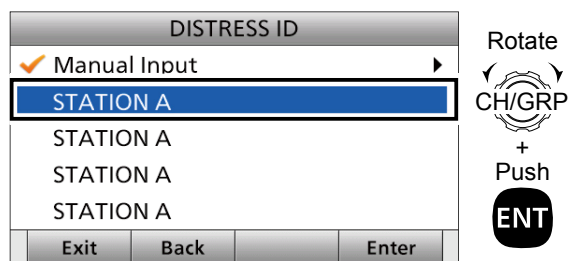 DISTRESS ID
Manual Input
STATION A
STATION A
STATION A
STATION A
Exit Back Enter
Rotate
CH/GRP
+
Push
ENT